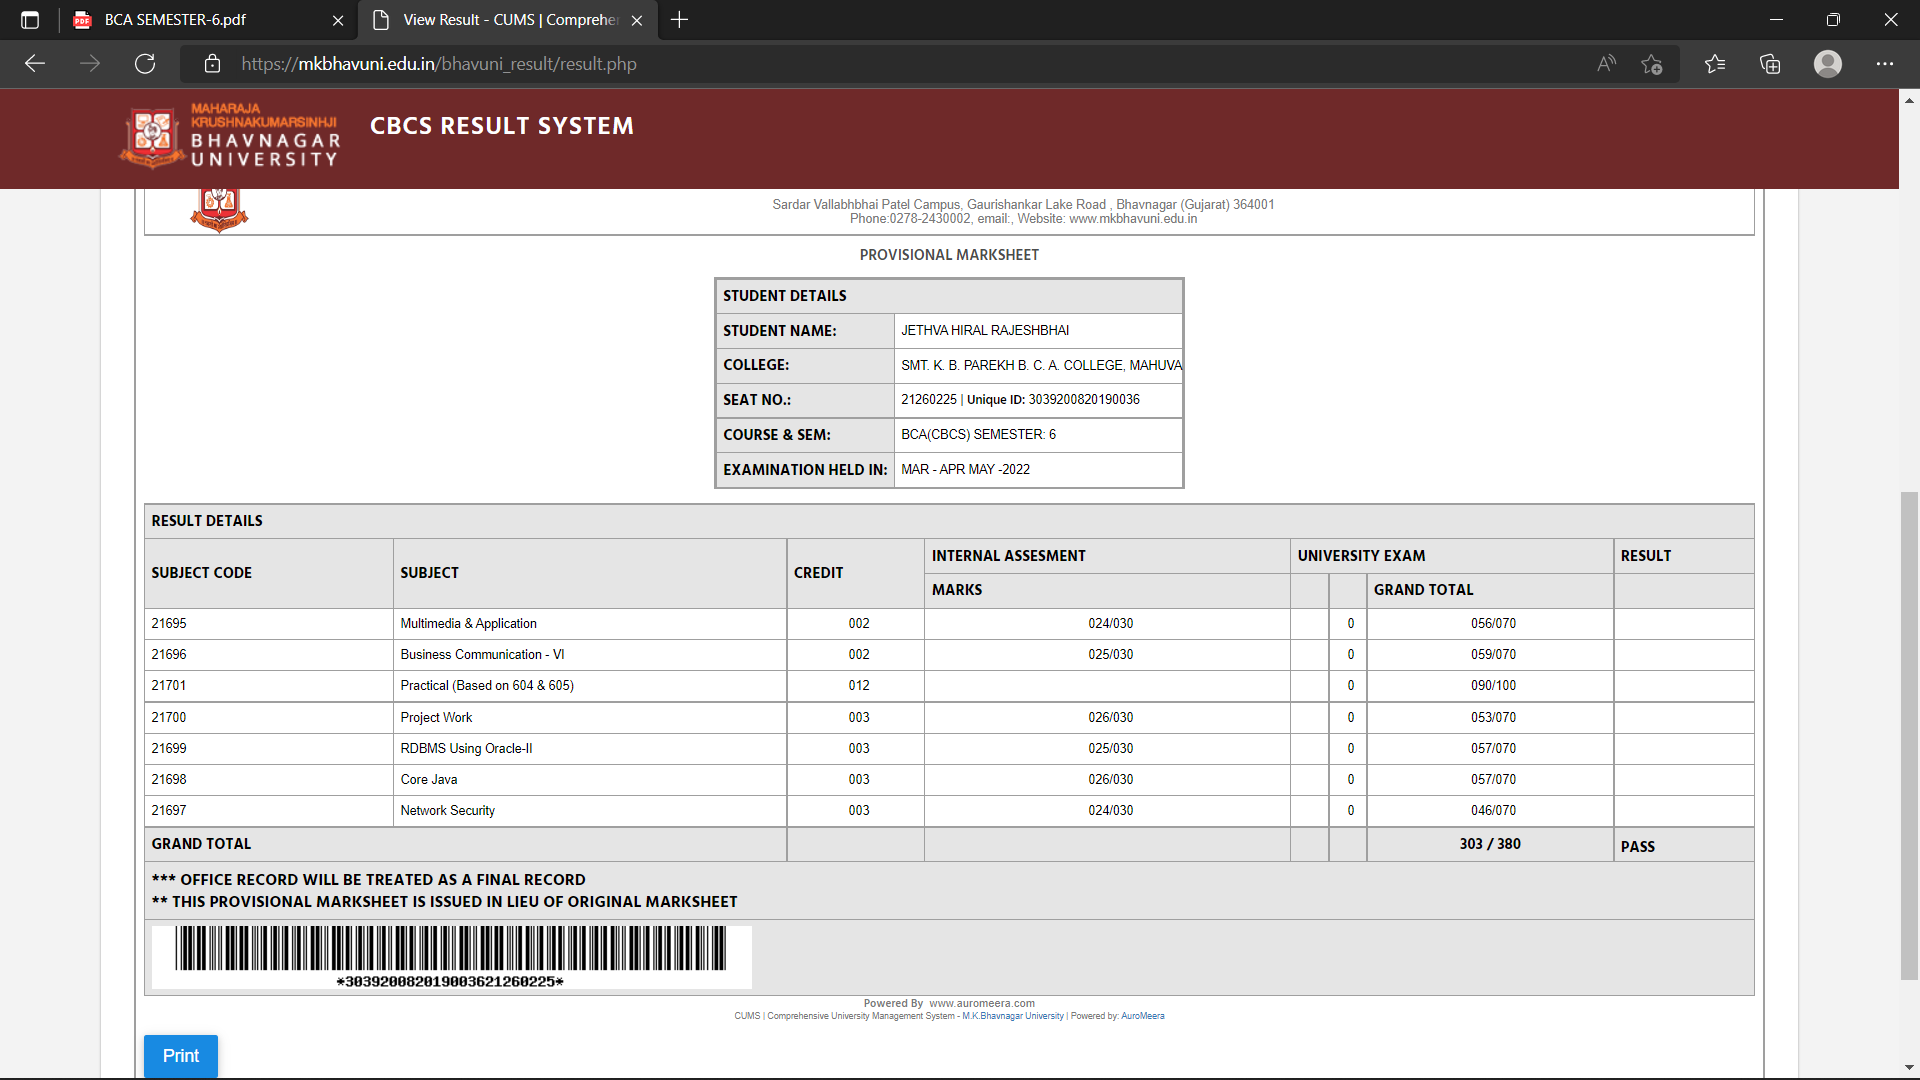 BCA SEMESTER-6.pdf
View Result - CUMS | Comprehe
https://mkbhavuni.edu.in/bhavuni_result/result.php
MAHARAJA
KRUSHNAKUMARSINHJI
BHAVNAGAR
UNIVERSITY
CBCS RESULT SYSTEM
Sardar Vallabhbhai Patel Campus, Gaurishankar Lake Road , Bhavnagar (Gujarat) 364001
Phone:0278-2430002, email:, Website: www.mkbhavuni.edu.in
PROVISIONAL MARKSHEET
STUDENT DETAILS
STUDENT NAME: JETHVA HIRAL RAJESHBHAI
COLLEGE: SMT. K. B. PAREKH B. C. A. COLLEGE, MAHUVA
SEAT NO.: 21260225 | Unique ID: 3039200820190036
COURSE & SEM: BCA(CBCS) SEMESTER: 6
EXAMINATION HELD IN: MAR - APR MAY -2022
RESULT DETAILS
SUBJECT CODE SUBJECT CREDIT INTERNAL ASSESMENT UNIVERSITY EXAM RESULT
MARKS GRAND TOTAL
21695 Multimedia & Application 002 024/030 0 056/070
21696 Business Communication - VI 002 025/030 0 059/070
21701 Practical (Based on 604 & 605) 012 0 090/100
21700 Project Work 003 026/030 0 053/070
21699 RDBMS Using Oracle-II 003 025/030 0 057/070
21698 Core Java 003 026/030 0 057/070
21697 Network Security 003 024/030 0 046/070
GRAND TOTAL 303 / 380 PASS
*** OFFICE RECORD WILL BE TREATED AS A FINAL RECORD
** THIS PROVISIONAL MARKSHEET IS ISSUED IN LIEU OF ORIGINAL MARKSHEET
*303920082019003621260225*
Powered By www.auromeera.com
CUMS | Comprehensive University Management System - M.K.Bhavnagar University | Powered by: AuroMeera
Print